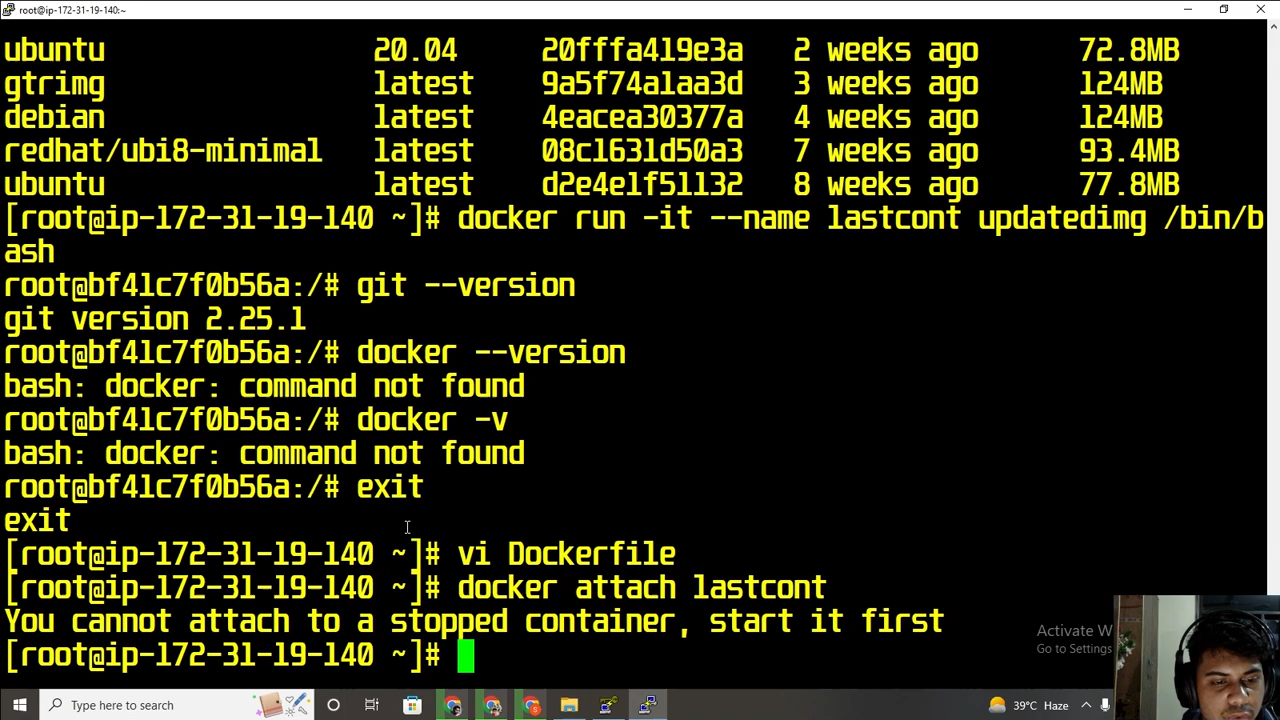 root@ip-172-31-19-140:~
ubuntu 20.04 20fffa419e3a 2 weeks ago 72.8MB
gtrimg latest 9a5f74a1aa3d 3 weeks ago 124MB
debian latest 4eacea30377a 4 weeks ago 124MB
redhat/ubi8-minimal latest 08c1631d50a3 7 weeks ago 93.4MB
ubuntu latest d2e4e1f51132 8 weeks ago 77.8MB
[root@ip-172-31-19-140 ~]# docker run -it --name lastcont updatedimg /bin/b
ash
root@bf41c7f0b56a:/# git --version
git version 2.25.1
root@bf41c7f0b56a:/# docker --version
bash: docker: command not found
root@bf41c7f0b56a:/# docker -v
bash: docker: command not found
root@bf41c7f0b56a:/# exit
exit
[root@ip-172-31-19-140 ~]# vi Dockerfile
[root@ip-172-31-19-140 ~]# docker attach lastcont
You cannot attach to a stopped container, start it first
[root@ip-172-31-19-140 ~]#
Activate W
Go to Settings
Type here to search
39°C Haze